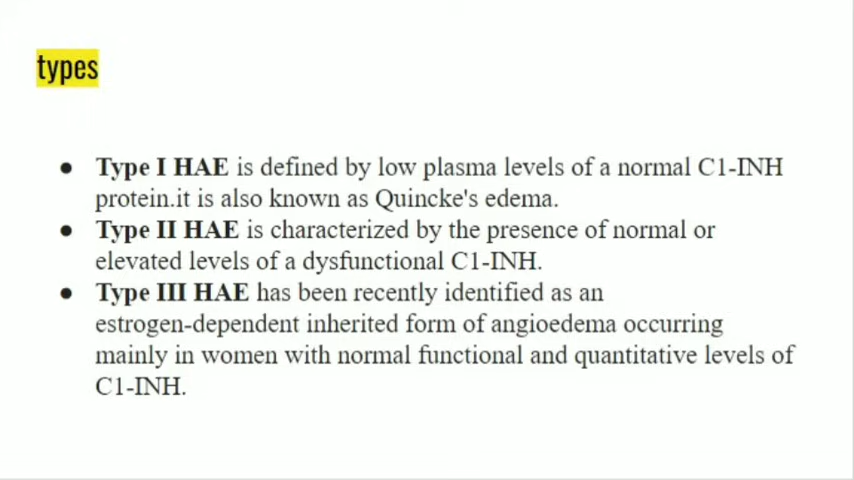 types
● Type I HAE is defined by low plasma levels of a normal C1-INH
protein.it is also known as Quincke's edema.
● Type II HAE is characterized by the presence of normal or
elevated levels of a dysfunctional C1-INH.
● Type III HAE has been recently identified as an
estrogen-dependent inherited form of angioedema occurring
mainly in women with normal functional and quantitative levels of
C1-INH.